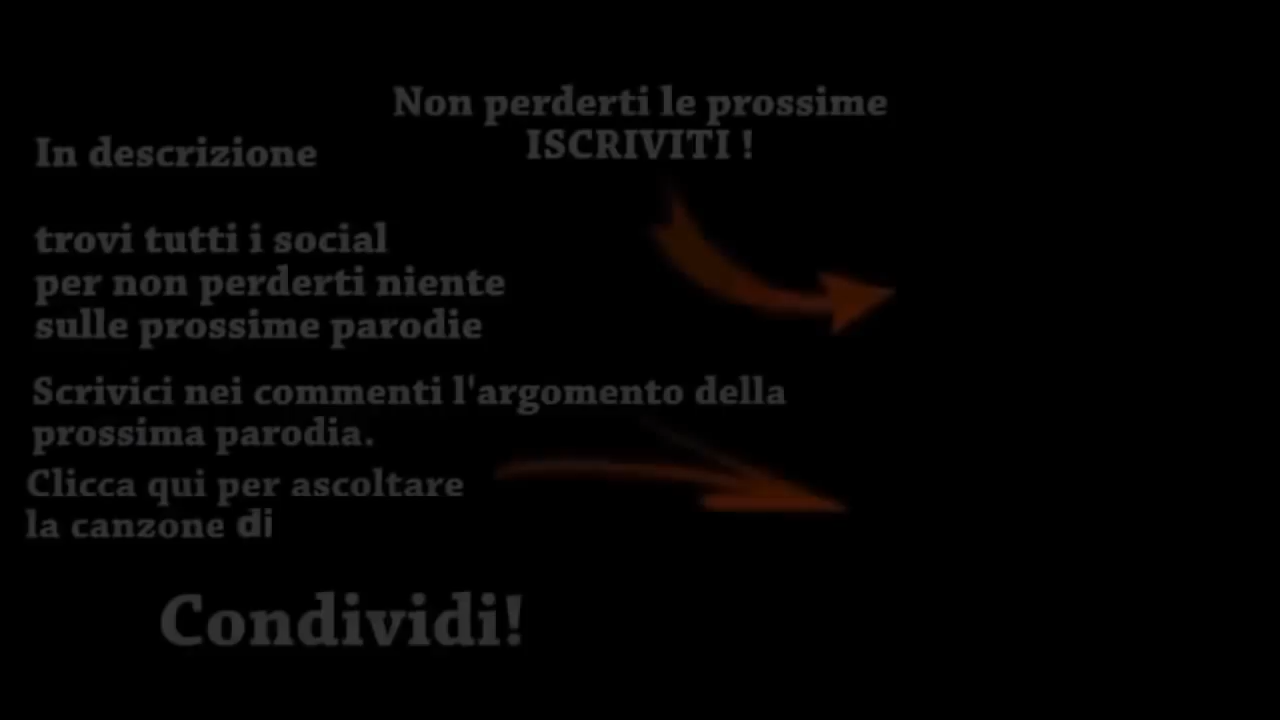 Non perderti le prossime
ISCRIVITI !
In descrizione
trovi tutti i social
per non perderti niente
sulle prossime parodie
Scrivici nei commenti l'argomento della
prossima parodia.
Clicca qui per ascoltare
la canzone di
Condividi!